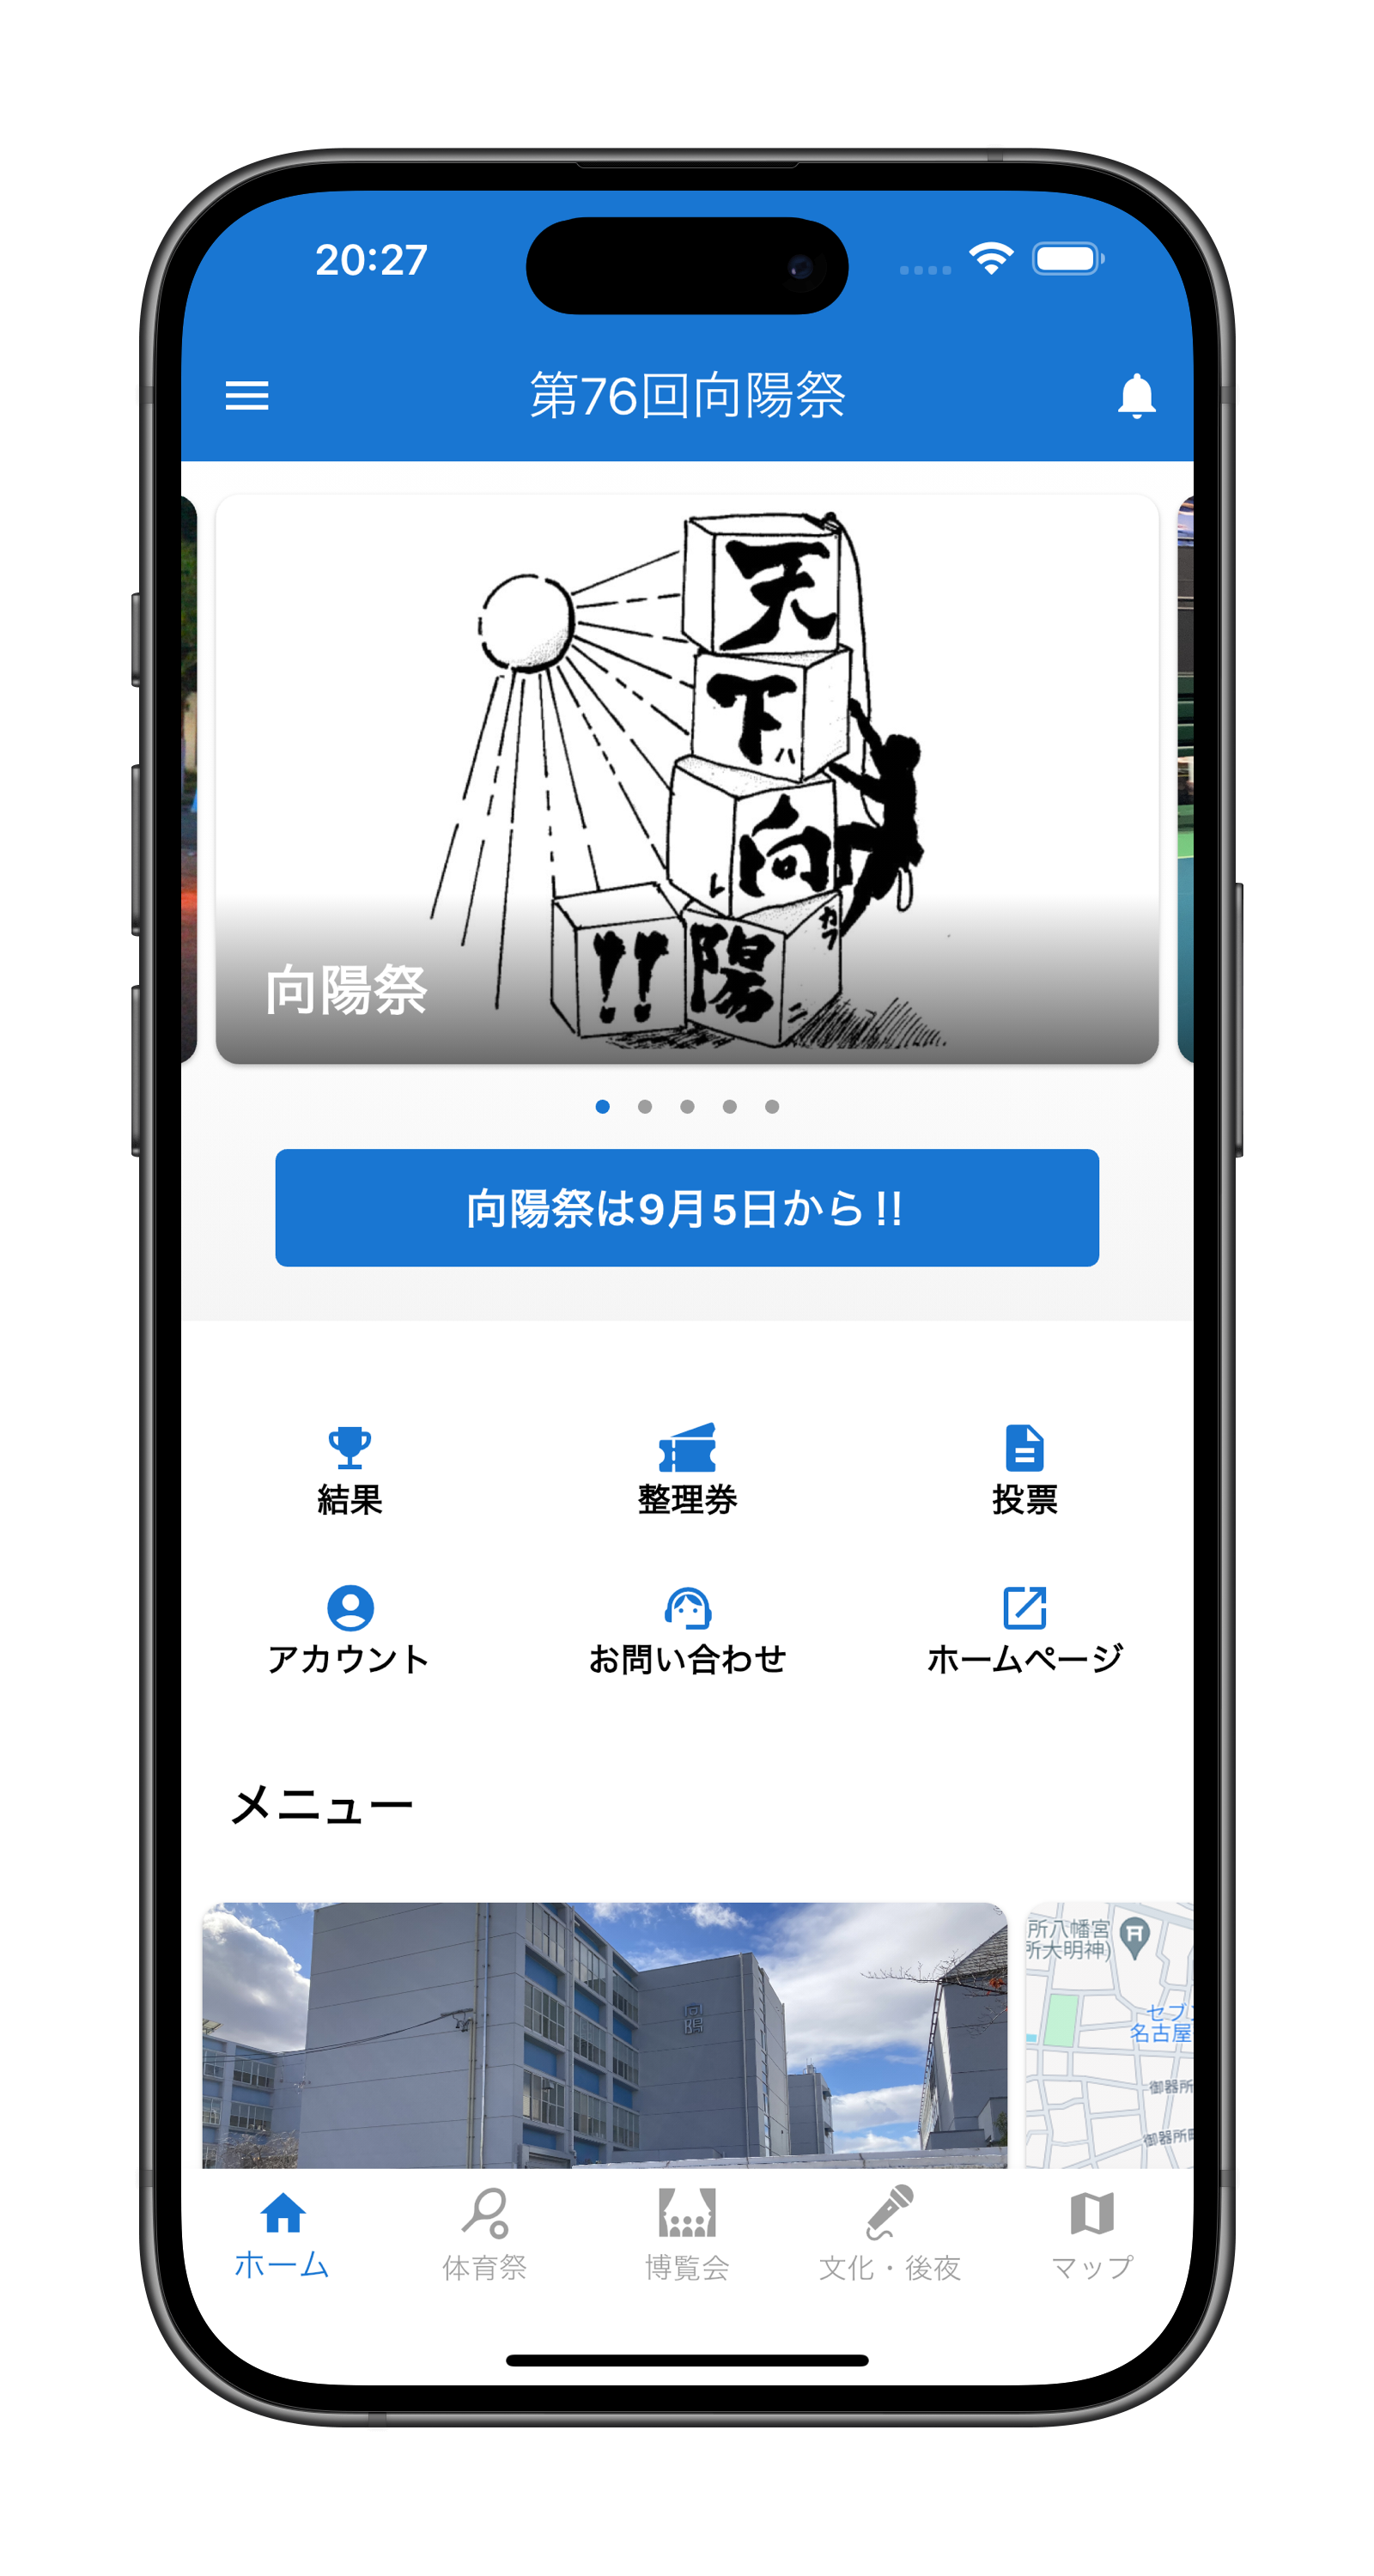 20:27
第76回向陽祭
天
下ハ
向レ
陽ニ
カフ
!!
向陽祭
向陽祭は9月5日から!!
結果
整理券
投票
アカウント
お問い合わせ
ホームページ
メニュー
向陽
所八幡宮
所大明神)
セブ
名古屋
御器所
御器所町
ホーム
体育祭
博覧会
文化・後夜
マップ